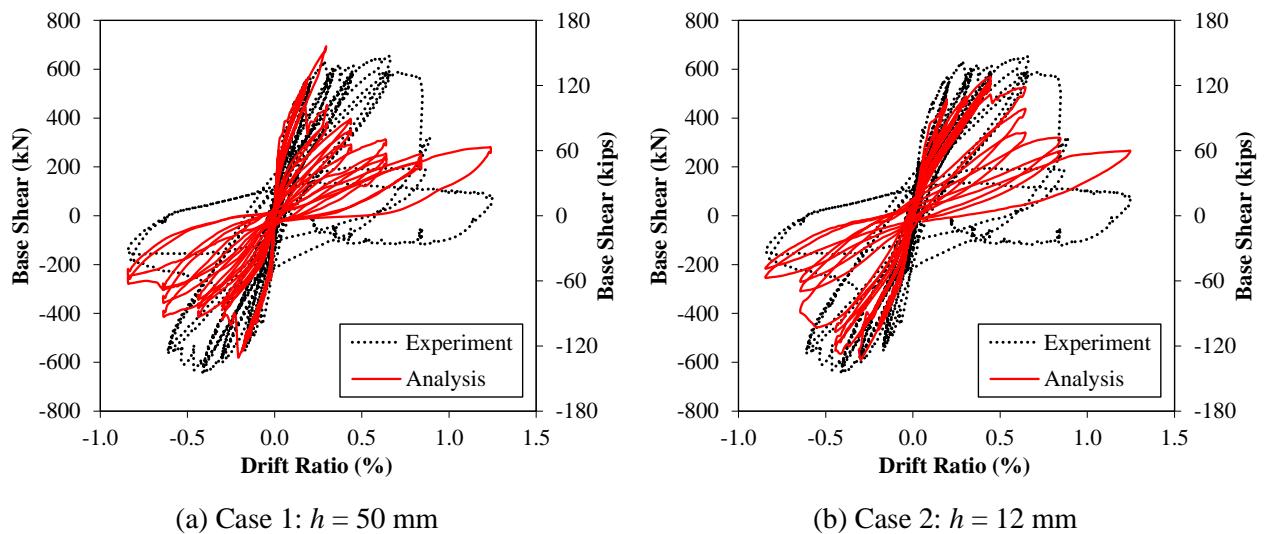 800
600
400
200
0
-200
-400
-600
-800
180
120
60
0
-60
-120
-180
-1.0 -0.5 0.0 0.5 1.0 1.5
Base Shear (kN)
Base Shear (kips)
Drift Ratio (%)
Experiment
Analysis
(a) Case 1: h = 50 mm
800
600
400
200
0
-200
-400
-600
-800
180
120
60
0
-60
-120
-180
-1.0 -0.5 0.0 0.5 1.0 1.5
Base Shear (kN)
Base Shear (kips)
Drift Ratio (%)
Experiment
Analysis
(b) Case 2: h = 12 mm